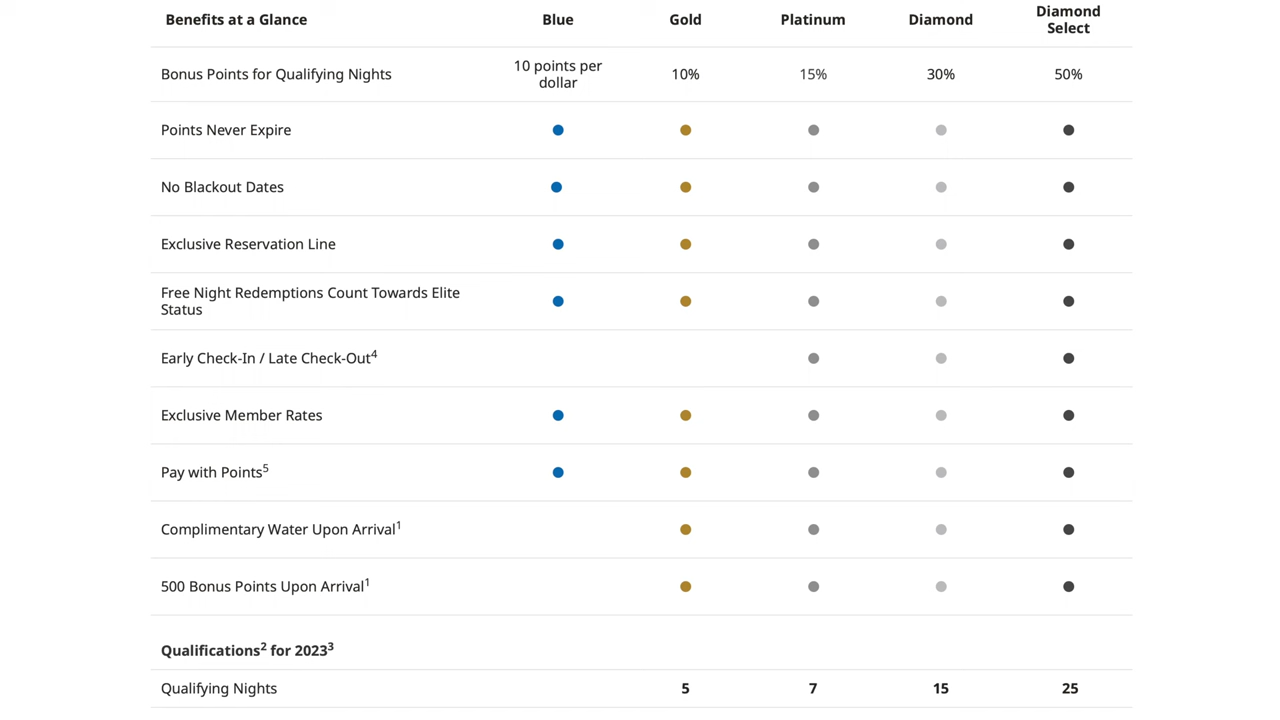 Benefits at a Glance Blue Gold Platinum Diamond Diamond Select
Bonus Points for Qualifying Nights 10 points per dollar 10% 15% 30% 50%
Points Never Expire
No Blackout Dates
Exclusive Reservation Line
Free Night Redemptions Count Towards Elite
Status
Early Check-In / Late Check-Out4
Exclusive Member Rates
Pay with Points5
Complimentary Water Upon Arrival1
500 Bonus Points Upon Arrival1
Qualifications2 for 20233
Qualifying Nights 5 7 15 25